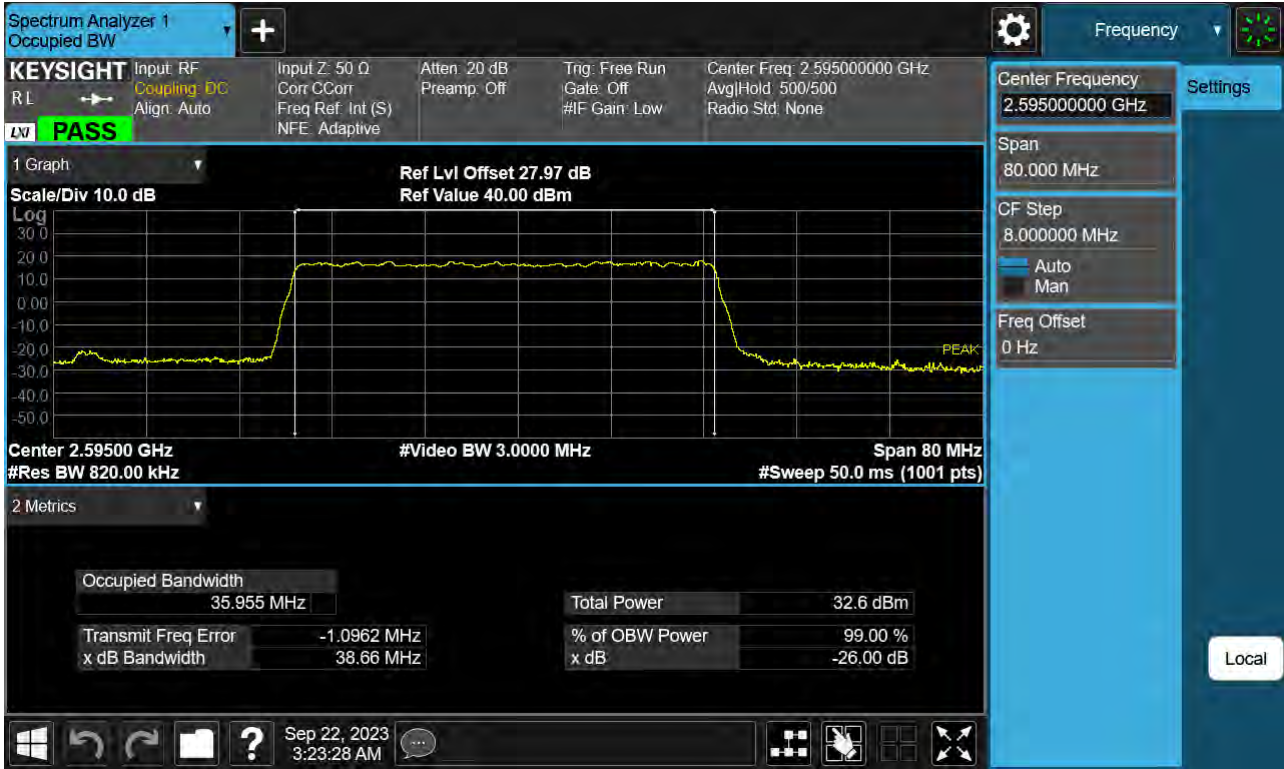 Spectrum Analyzer 1
Occupied BW
Frequency
KEYSIGHT
RL
LXI
PASS
Input: RF
Coupling: DC
Align: Auto
Input Z: 50 Ω
Corr CCorr
Freq Ref: Int (S)
NFE: Adaptive
Atten: 20 dB
Preamp: Off
Trig: Free Run
Gate: Off
#IF Gain: Low
Center Freq: 2.595000000 GHz
Avg|Hold: 500/500
Radio Std: None
Center Frequency
2.595000000 GHz
Settings
Span
80.000 MHz
CF Step
8.000000 MHz
Auto
Man
Freq Offset
0 Hz
Local
1 Graph
Scale/Div 10.0 dB
Ref Lvl Offset 27.97 dB
Ref Value 40.00 dBm
Log
30.0
20.0
10.0
0.00
-10.0
-20.0
-30.0
-40.0
-50.0
PEAK
Center 2.59500 GHz
#Video BW 3.0000 MHz
Span 80 MHz
#Res BW 820.00 kHz
#Sweep 50.0 ms (1001 pts)
2 Metrics
Occupied Bandwidth
35.955 MHz
Total Power 32.6 dBm
Transmit Freq Error -1.0962 MHz
% of OBW Power 99.00 %
x dB Bandwidth 38.66 MHz
x dB -26.00 dB
?
Sep 22, 2023
3:23:28 AM